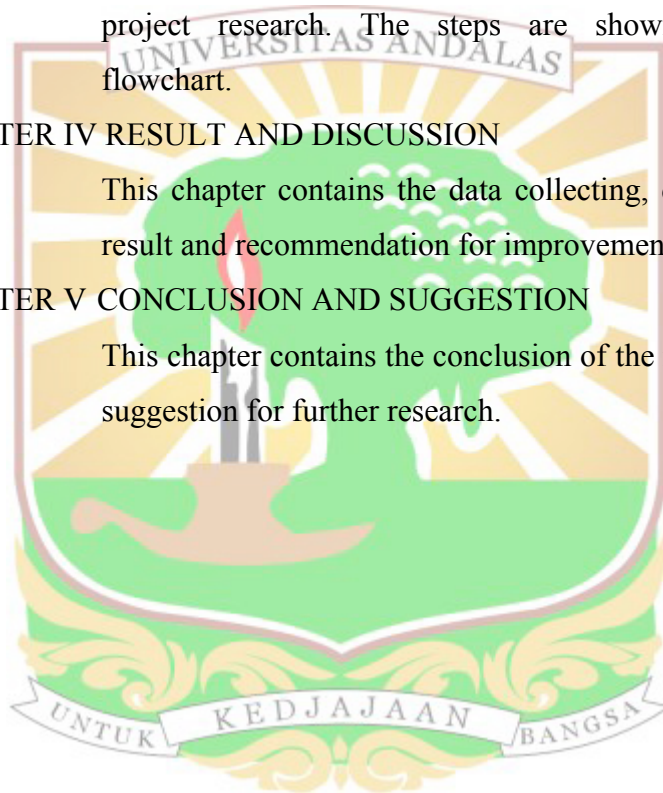 project research. The steps are show
UNIVERSITAS ANDALAS
flowchart.
TER IV RESULT AND DISCUSSION
This chapter contains the data collecting,
result and recommendation for improvemen
TER V CONCLUSION AND SUGGESTION
This chapter contains the conclusion of the
suggestion for further research.
UNTUK KEDJAJAAN BANGSA